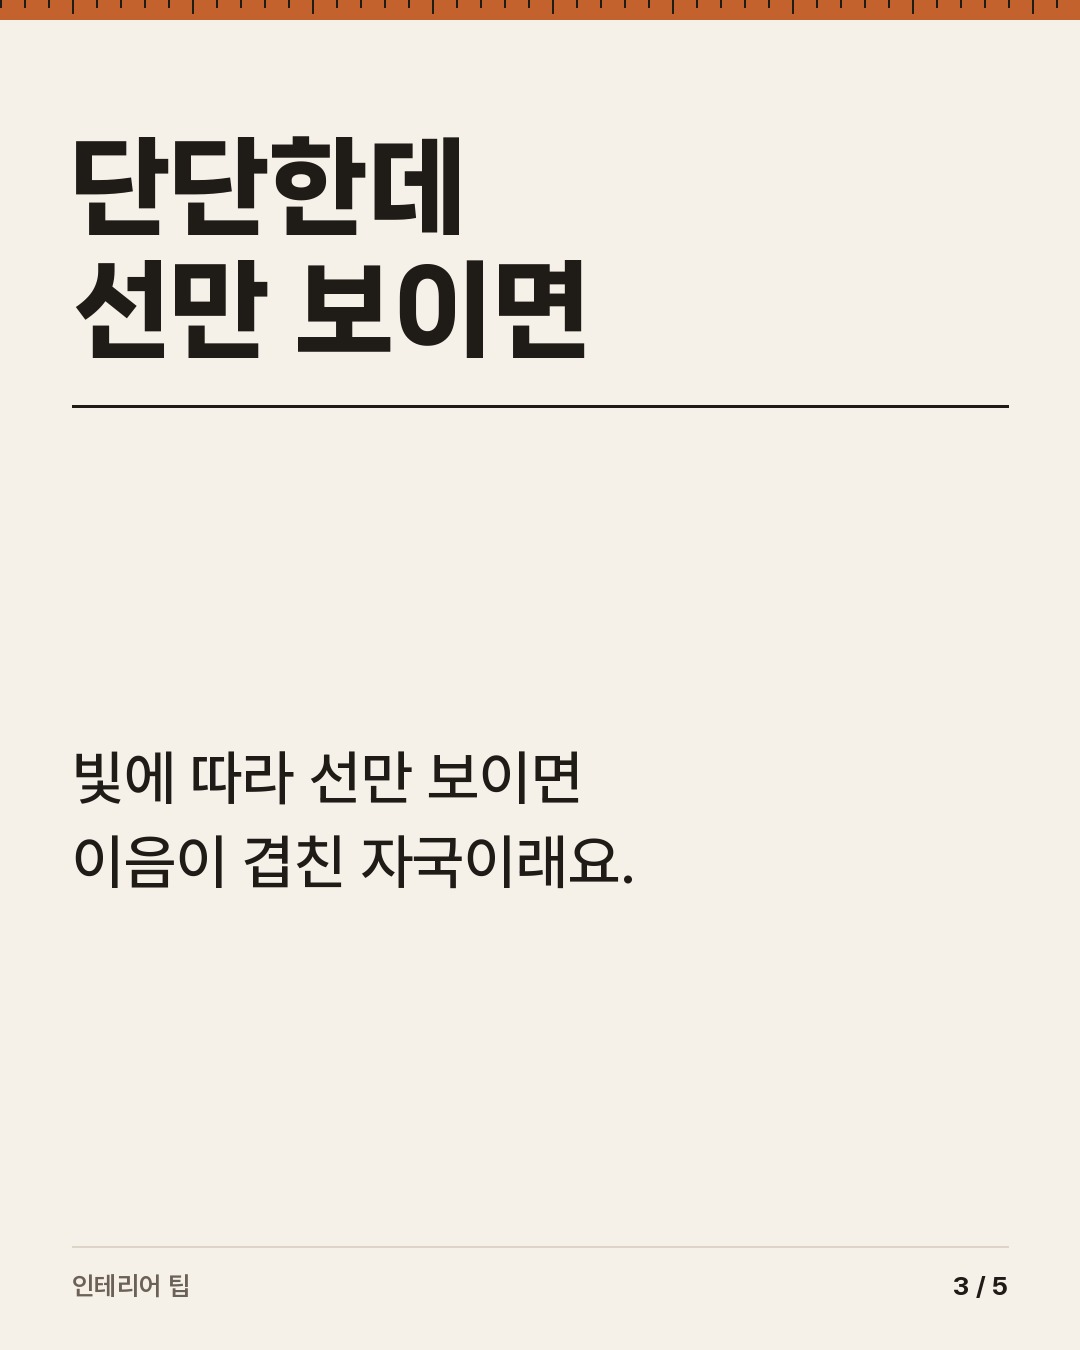 단단한데
선만 보이면
빛에 따라 선만 보이면
이음이 겹친 자국이래요.
인테리어 팁
3 / 5